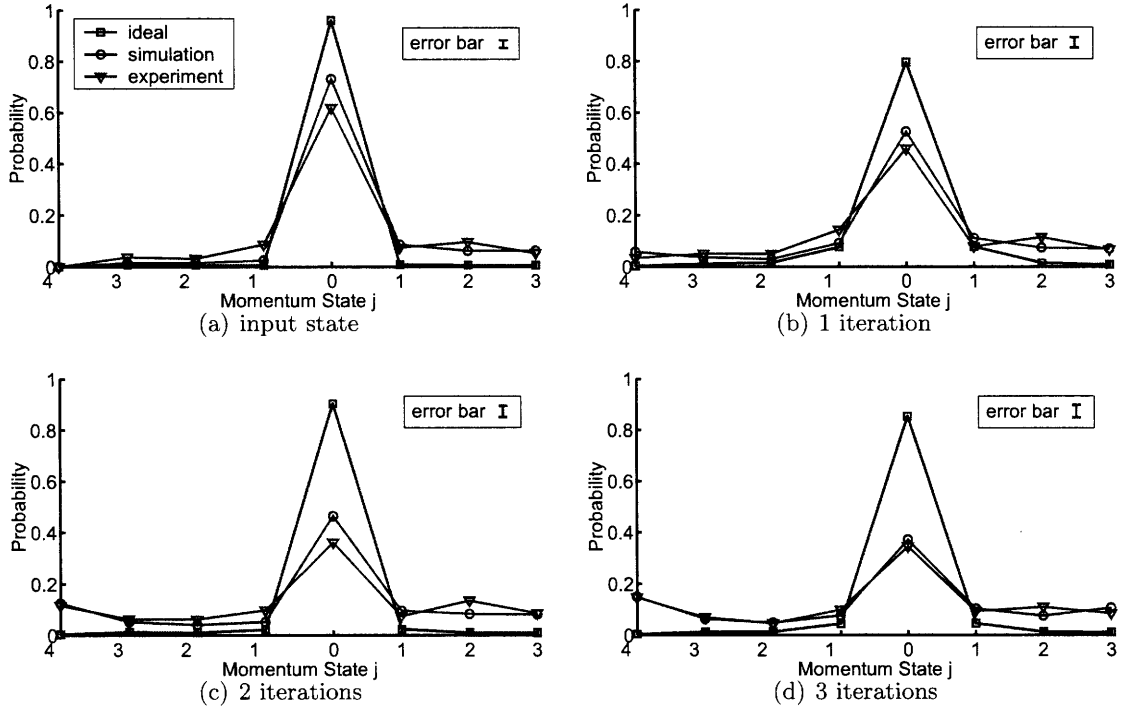 1
0.8
0.6
0.4
0.2
0
Probability
ideal
simulation
experiment
error bar
4 3 2 1 0 1 2 3
Momentum State j
(a) input state
1
0.8
0.6
0.4
0.2
0
Probability
error bar
4 3 2 1 0 1 2 3
Momentum State j
(b) 1 iteration
1
0.8
0.6
0.4
0.2
0
Probability
error bar
4 3 2 1 0 1 2 3
Momentum State j
(c) 2 iterations
1
0.8
0.6
0.4
0.2
0
Probability
error bar
4 3 2 1 0 1 2 3
Momentum State j
(d) 3 iterations